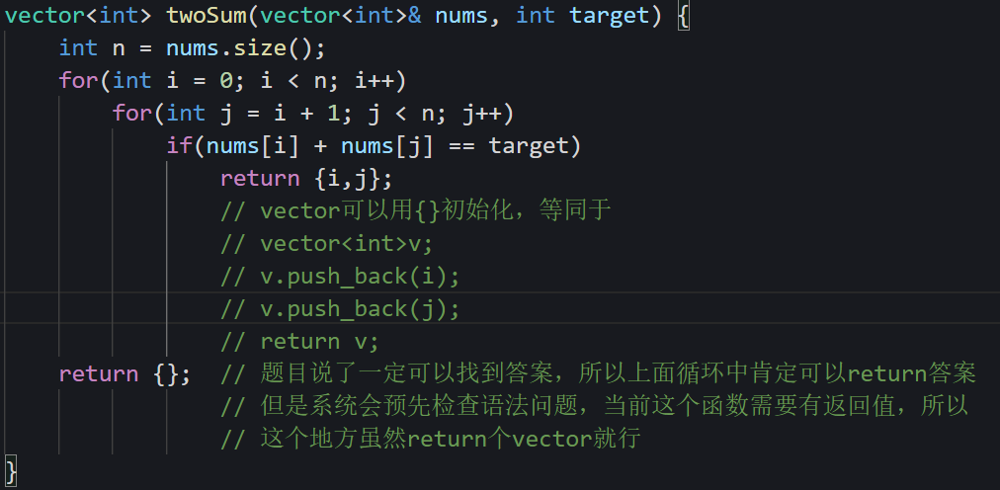 vector<int> twoSum(vector<int>& nums, int target) {
    int n = nums.size();
    for(int i = 0; i < n; i++)
        for(int j = i + 1; j < n; j++)
            if(nums[i] + nums[j] == target)
                return {i,j};
                // vector可以用{}初始化，等同于
                // vector<int>v;
                // v.push_back(i);
                // v.push_back(j);
                // return v;
    return {};  // 题目说了一定可以找到答案，所以上面循环中肯定可以return答案
                // 但是系统会预先检查语法问题，当前这个函数需要有返回值，所以
                // 这个地方虽然return个vector就行
}